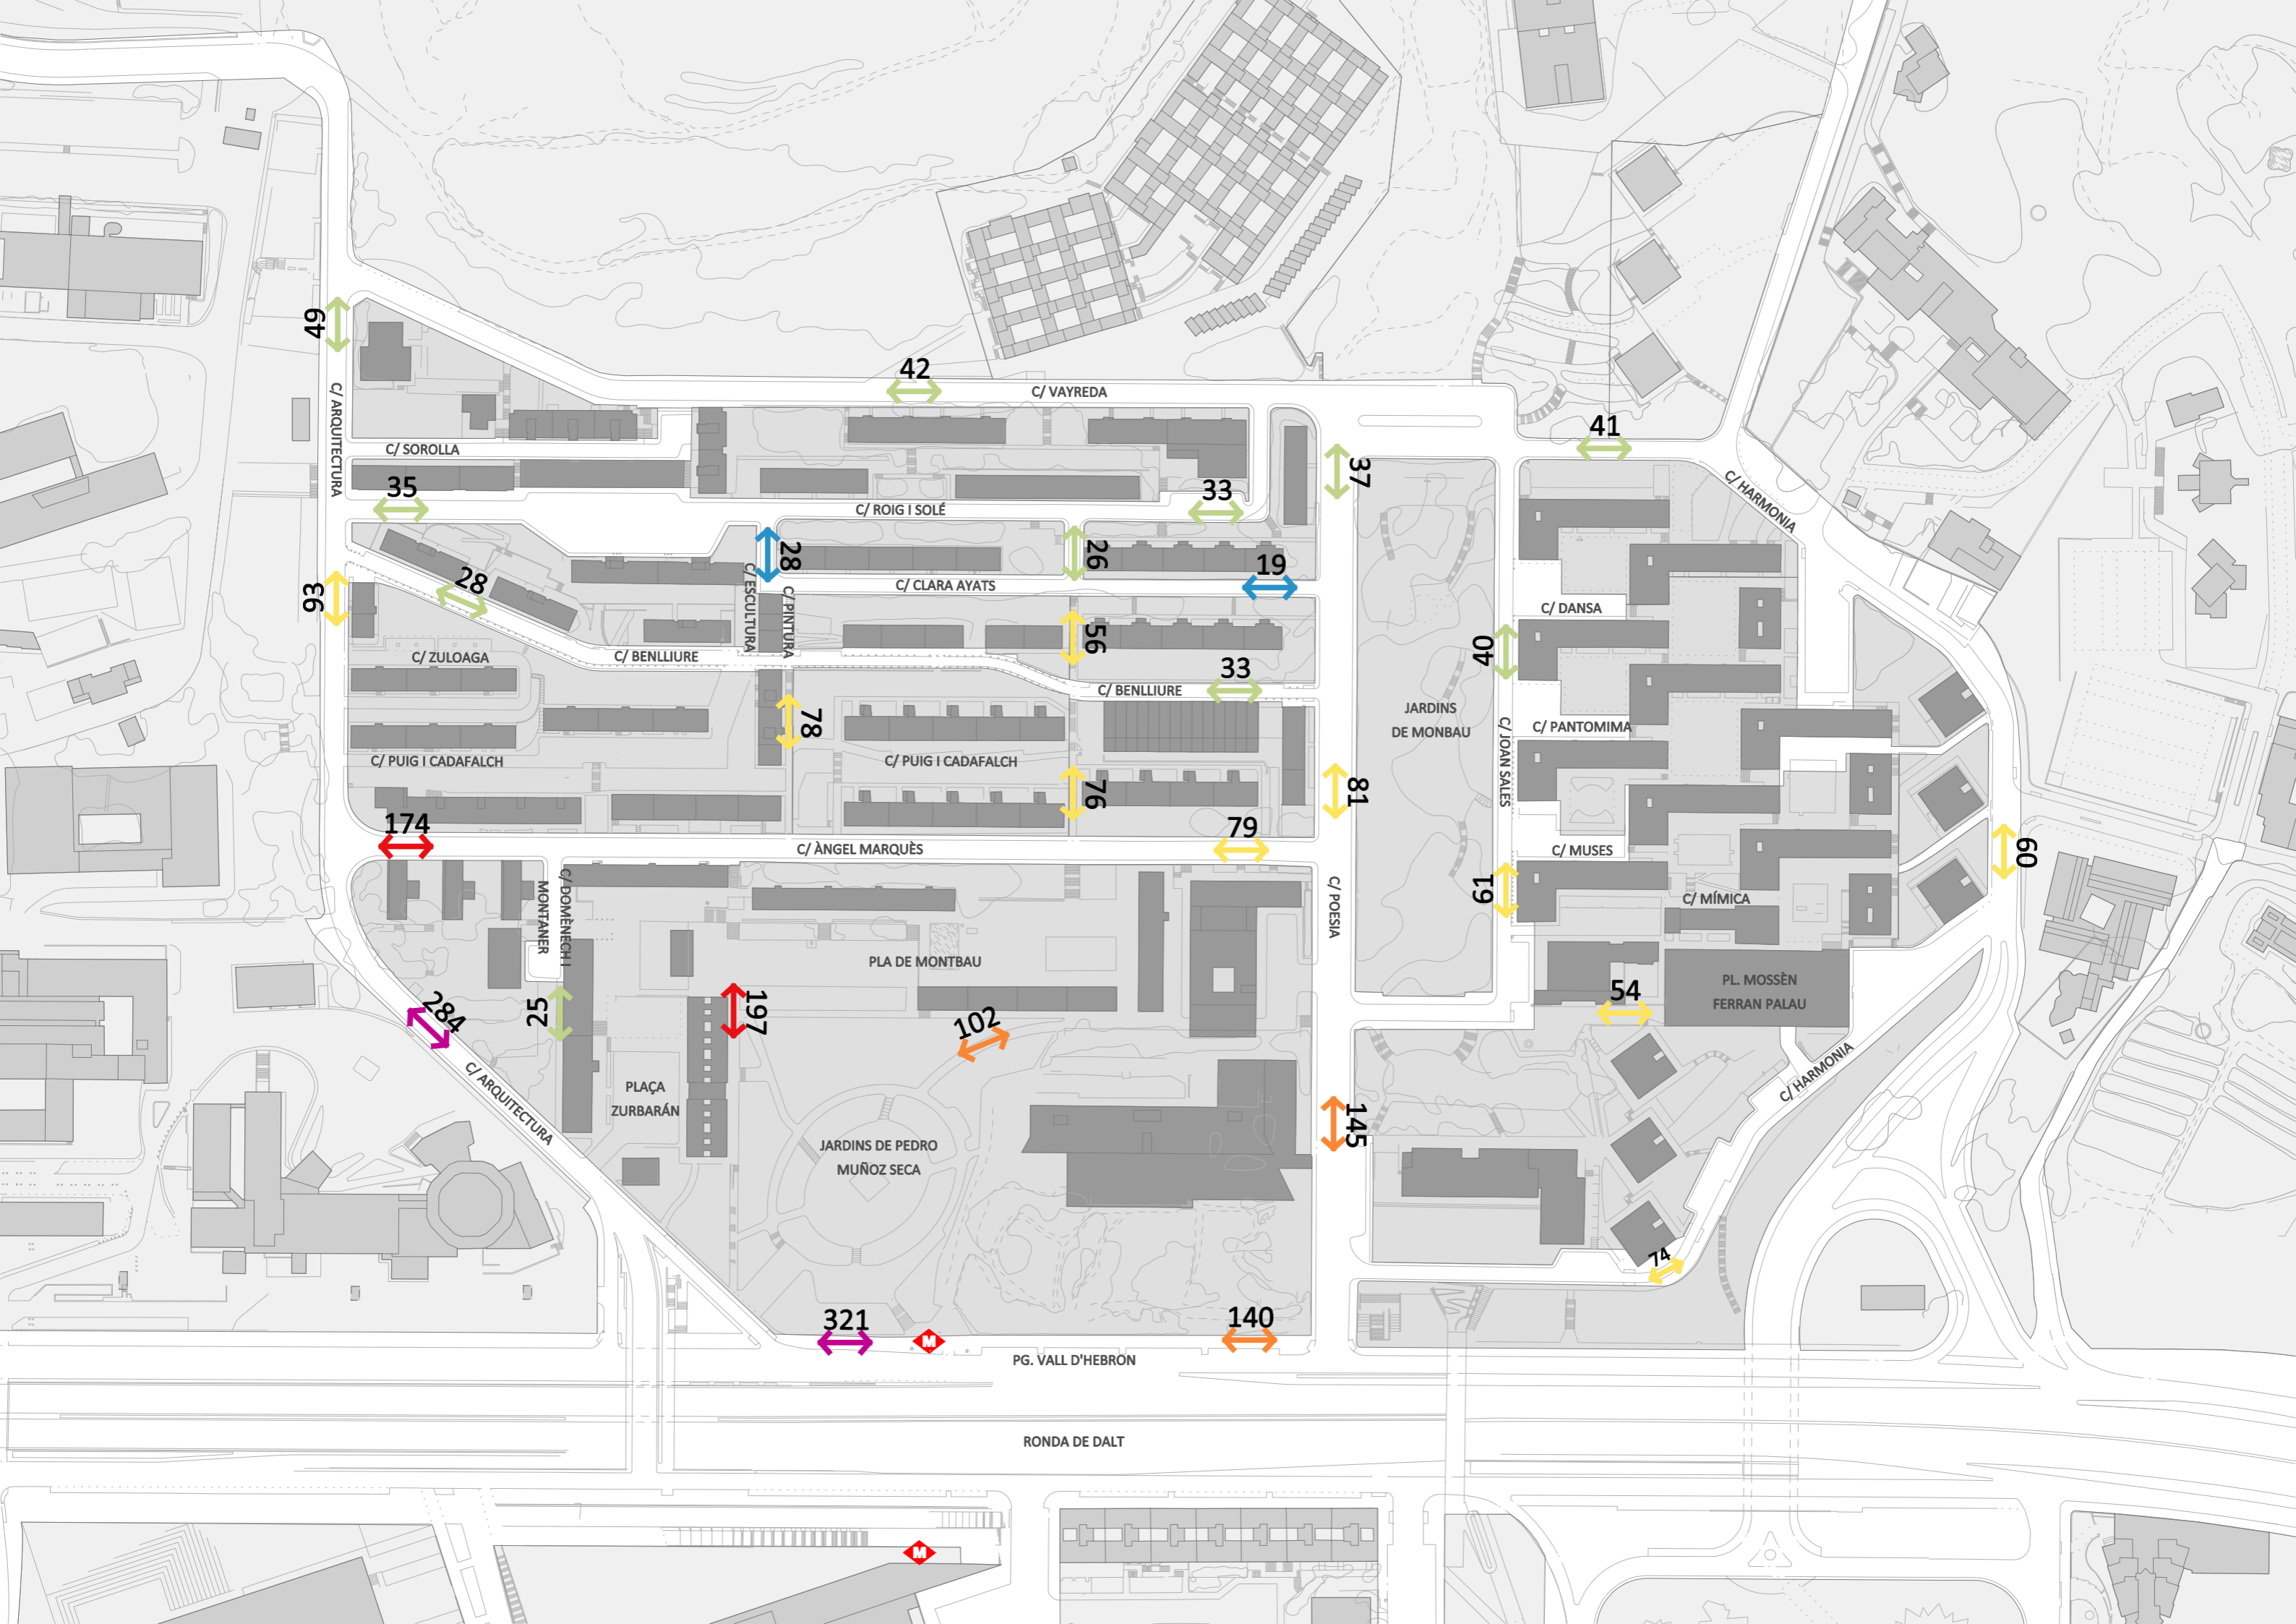 49
42
C/ VAYREDA
41
C/ ARQUITECTURA
C/ SOROLLA
37
C/ HARMONIA
35
33
C/ ROIG I SOLÉ
28
26
19
C/ ESCULTURA
C/ PINTURA
C/ CLARA AYATS
93
28
C/ DANSA
56
40
C/ ZULOAGA
C/ BENLLIURE
33
C/ BENLLIURE
78
JARDINS
DE MONBAU
C/ JOAN SALES
C/ PANTOMIMA
C/ PUIG I CADAFALCH
C/ PUIG I CADAFALCH
76
81
174
79
C/ ÀNGEL MARQUÈS
C/ MUSES
60
C/ DOMÈNECH I
MONTANER
C/ POESIA
61
C/ MÍMICA
PLA DE MONTBAU
PL. MOSSÈN
FERRAN PALAU
54
284
25
197
102
C/ ARQUITECTURA
PLAÇA
ZURBARÁN
C/ HARMONIA
145
JARDINS DE PEDRO
MUÑOZ SECA
74
321
M
140
PG. VALL D'HEBRON
RONDA DE DALT
M